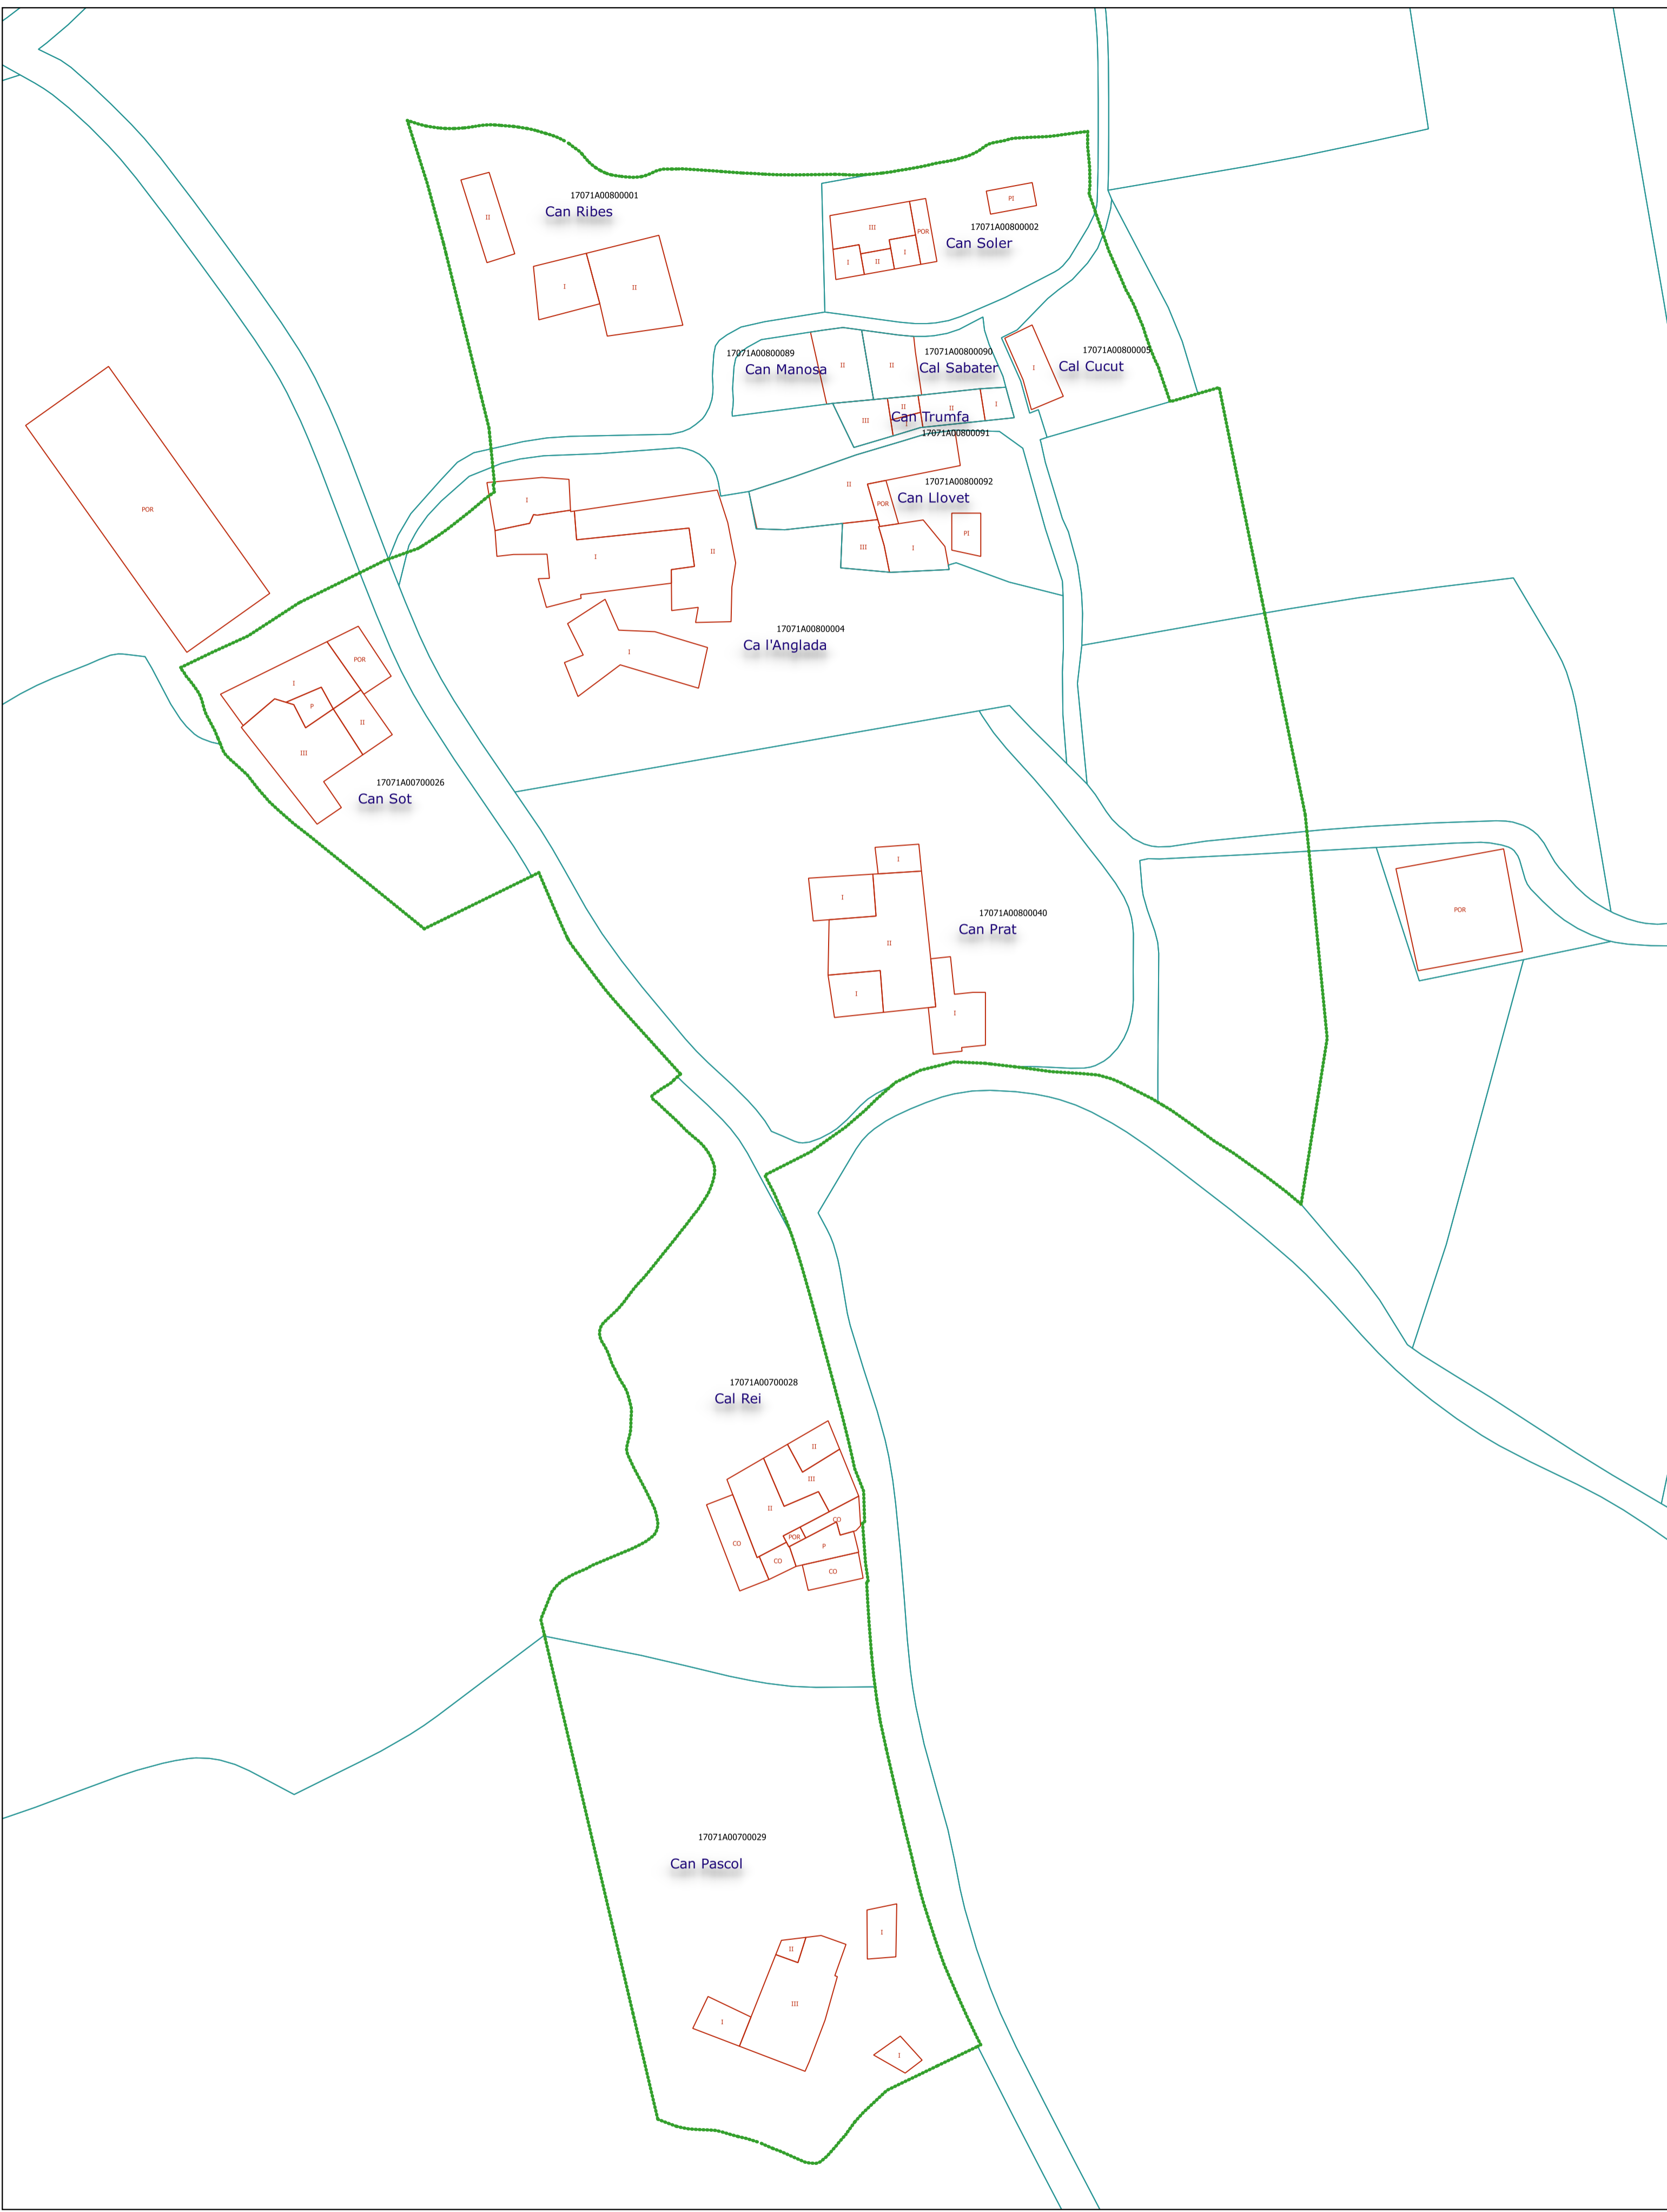 17071A00800001
Can Ribes
II
I
II
17071A00800002
Can Soler
PI
III
POR
I
II
I
17071A00800089
Can Manosa
II
II
17071A00800090
Cal Sabater
17071A00800005
Cal Cucut
I
III
II
I
II
I
Can Trumfa
17071A00800091
17071A00800092
Can Llovet
II
POR
PI
III
I
POR
I
I
II
I
17071A00800004
Ca l'Anglada
POR
I
P
II
III
17071A00700026
Can Sot
I
I
II
I
I
17071A00800040
Can Prat
POR
17071A00700028
Cal Rei
II
III
II
CO
CO
POR
P
CO
CO
17071A00700029
Can Pascol
I
II
III
I
I